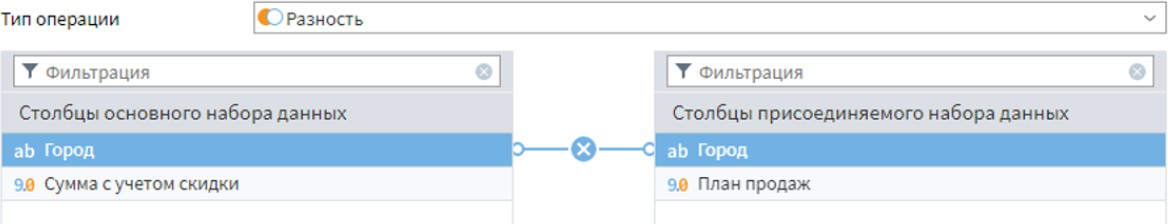 Тип операции Разность
Фильтрация Фильтрация
Столбцы основного набора данных Столбцы присоединяемого набора данных
ab Город ab Город
9.0 Сумма с учетом скидки 9.0 План продаж